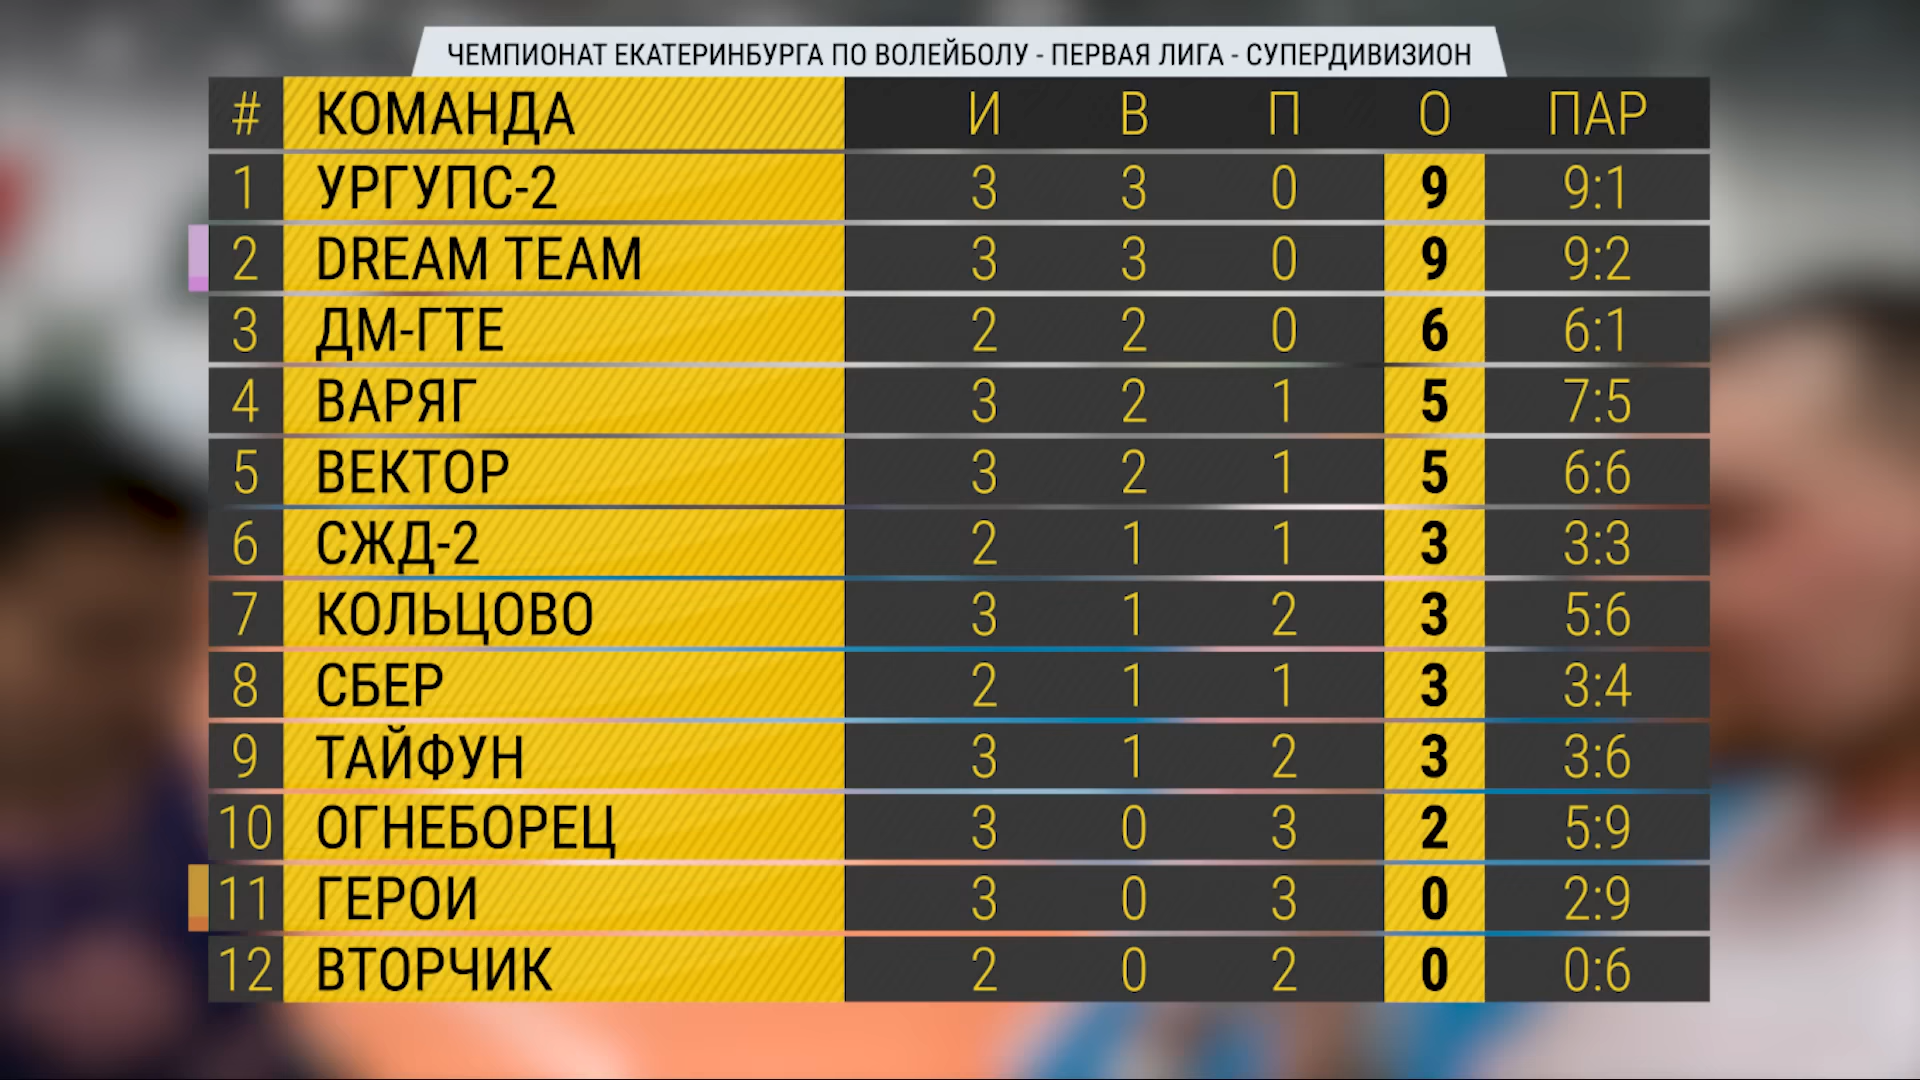 ЧЕМПИОНАТ ЕКАТЕРИНБУРГА ПО ВОЛЕЙБОЛУ - ПЕРВАЯ ЛИГА - СУПЕРДИВИЗИОН
# КОМАНДА И В П О ПАР
1 УРГУПС-2 3 3 0 9 9:1
2 DREAM TEAM 3 3 0 9 9:2
3 ДМ-ГТЕ 2 2 0 6 6:1
4 ВАРЯГ 3 2 1 5 7:5
5 ВЕКТОР 3 2 1 5 6:6
6 СЖД-2 2 1 1 3 3:3
7 КОЛЬЦОВО 3 1 2 3 5:6
8 СБЕР 2 1 1 3 3:4
9 ТАЙФУН 3 1 2 3 3:6
10 ОГНЕБОРЕЦ 3 0 3 2 5:9
11 ГЕРОИ 3 0 3 0 2:9
12 ВТОРЧИК 2 0 2 0 0:6